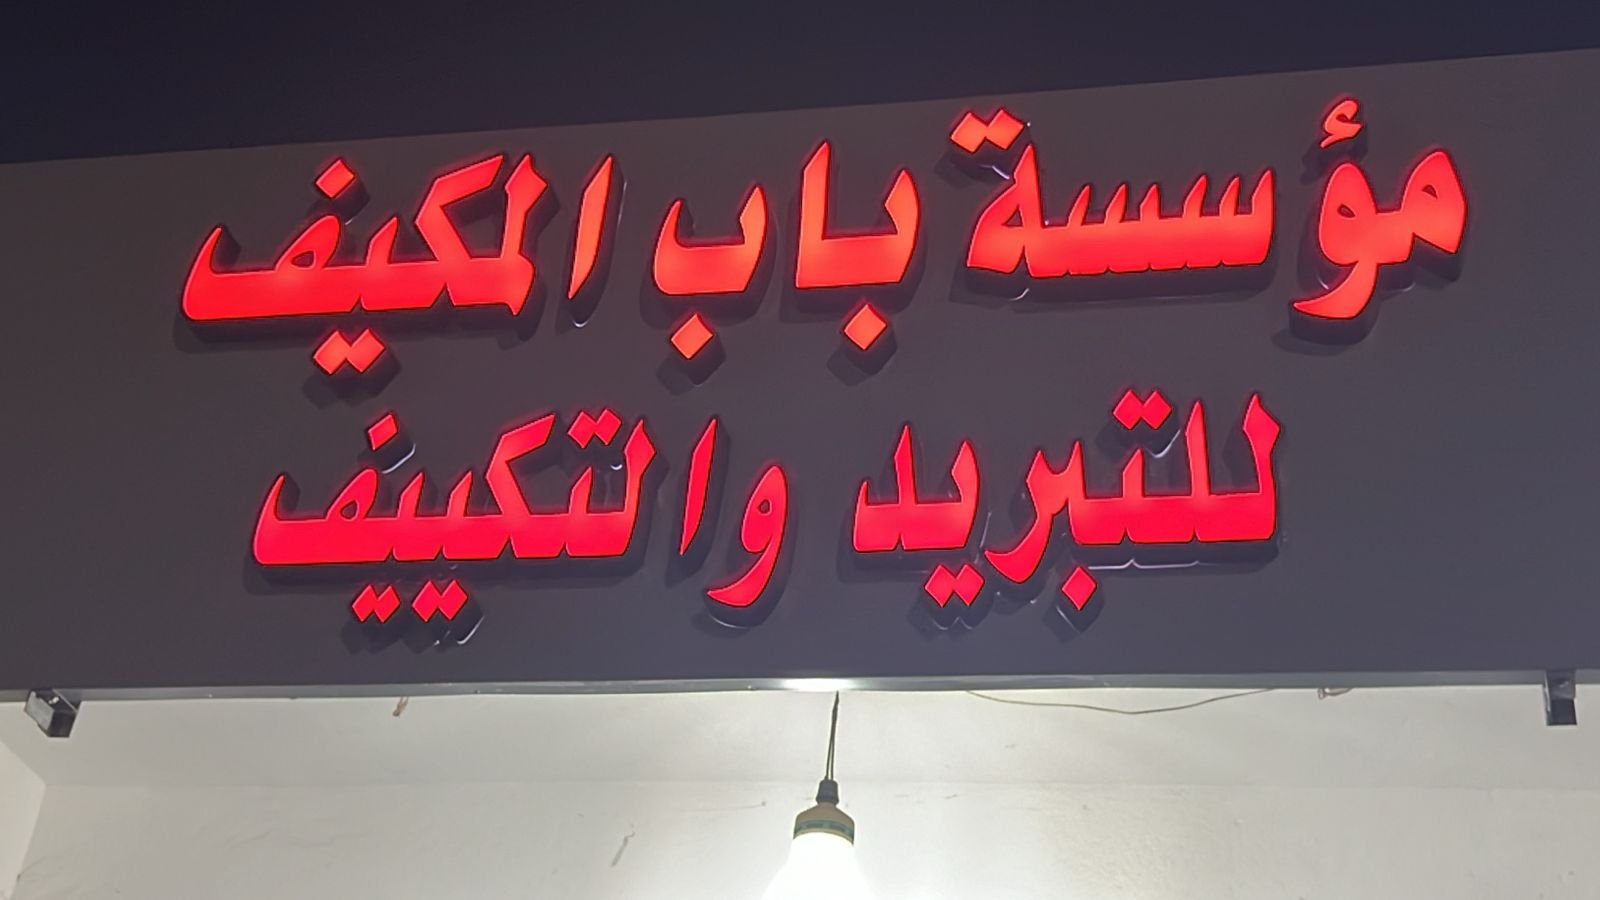 مؤسسة باب المكيف
للتبريد والتكييف